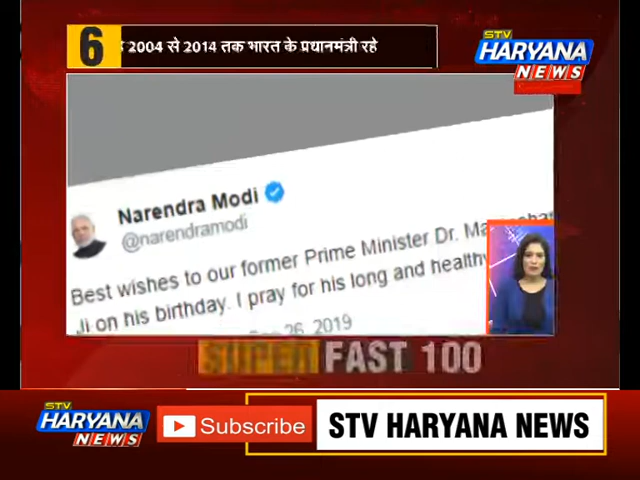 6
2004 से 2014 तक भारत के प्रधानमंत्री रहे
STV
HARYANA
NEWS
Narendra Modi
@narendramodi
Best wishes to our former Prime Minister Dr.
Ji on his birthday. I pray for his long and healthy
26, 2019
SUPER FAST 100
STV
HARYANA
NEWS
Subscribe
STV HARYANA NEWS